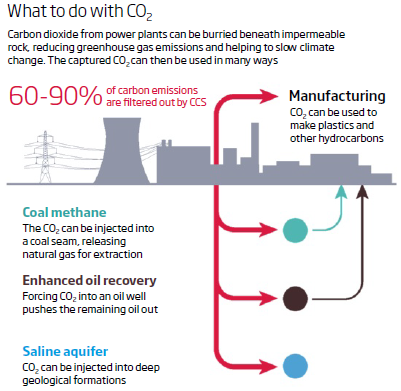 What to do with CO₂
Carbon dioxide from power plants can be burried beneath impermeable
rock, reducing greenhouse gas emissions and helping to slow climate
change. The captured CO₂can then be used in many ways
60-90% of carbon emissions
are filtered out by CCS
Manufacturing
CO₂ can be used to
make plastics and
other hydrocarbons
Coal methane
The CO₂ can be injected into
a coal seam, releasing
natural gas for extraction
Enhanced oil recovery
Forcing CO₂ into an oil well
pushes the remaining oil out
Saline aquifer
CO₂ can be injected into deep
geological formations